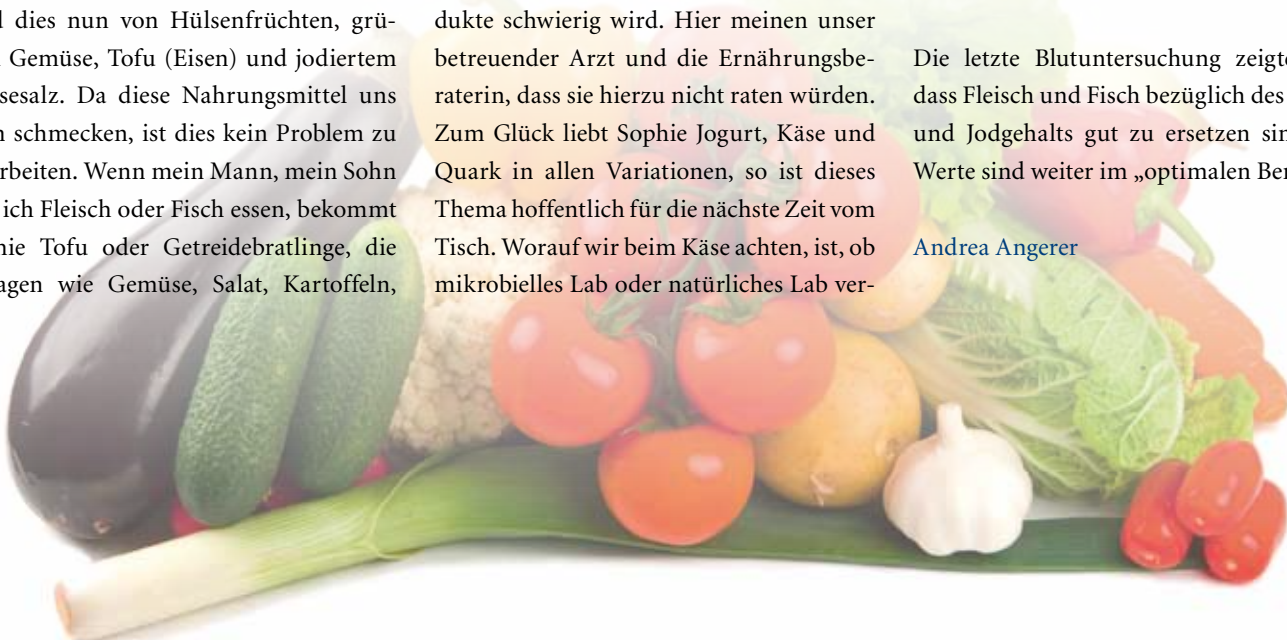 d dies nun von Hülsenfrüchten, grü-
Gemüse, Tofu (Eisen) und jodiertem
sesalz. Da diese Nahrungsmittel uns
n schmecken, ist dies kein Problem zu
rbeiten. Wenn mein Mann, mein Sohn
ich Fleisch oder Fisch essen, bekommt
nie Tofu oder Getreidebratlinge, die
agen wie Gemüse, Salat, Kartoffeln,
dukte schwierig wird. Hier meinen unser
betreuender Arzt und die Ernährungsbe-
raterin, dass sie hierzu nicht raten würden.
Zum Glück liebt Sophie Jogurt, Käse und
Quark in allen Variationen, so ist dieses
Thema hoffentlich für die nächste Zeit vom
Tisch. Worauf wir beim Käse achten, ist, ob
mikrobielles Lab oder natürliches Lab ver-
Die letzte Blutuntersuchung zeigte
dass Fleisch und Fisch bezüglich des
und Jodgehalts gut zu ersetzen sin
Werte sind weiter im „optimalen Ber
Andrea Angerer